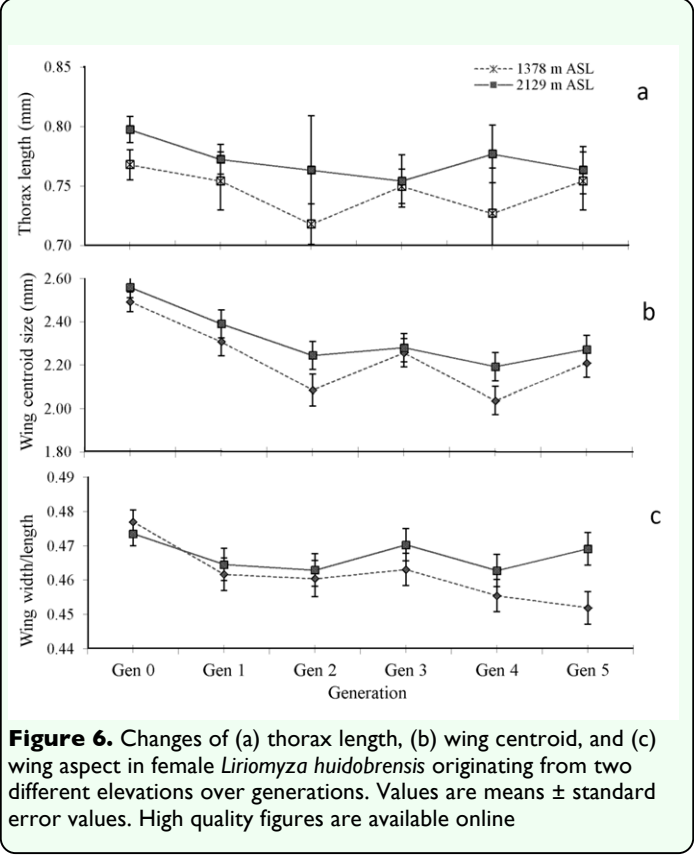 0.85
1378 m ASL
2129 m ASL
a
0.80
0.75
0.70
Thorax length (mm)
2.60
b
2.40
2.20
2.00
1.80
Wing centroid size (mm)
0.49
c
0.48
0.47
0.46
0.45
0.44
Wing width/length
Gen 0 Gen 1 Gen 2 Gen 3 Gen 4 Gen 5
Generation
Figure 6. Changes of (a) thorax length, (b) wing centroid, and (c)
wing aspect in female Liriomyza huidobrensis originating from two
different elevations over generations. Values are means ± standard
error values. High quality figures are available online